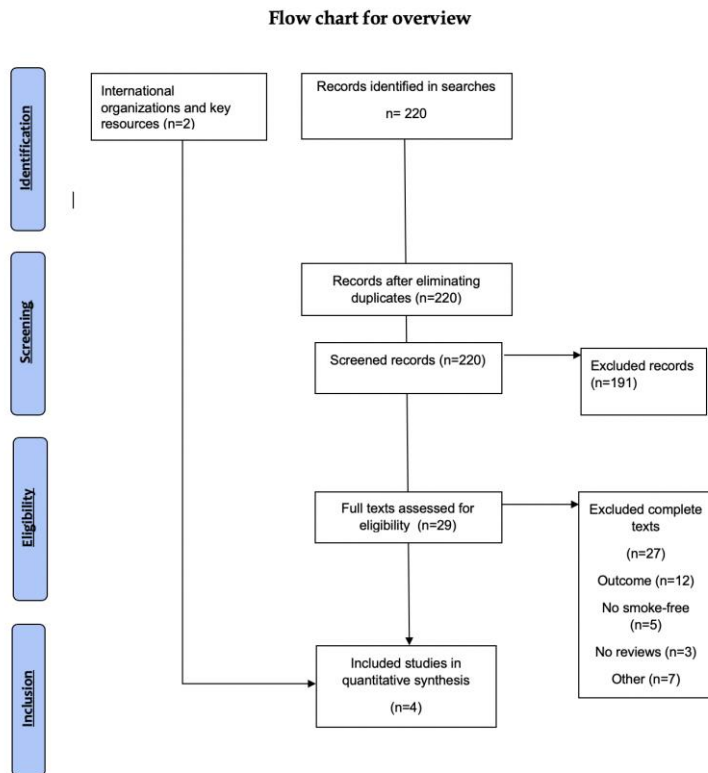 Flow chart for overview
Identification
International
organizations and key
resources (n=2)
Records identified in searches
n= 220
Screening
Records after eliminating
duplicates (n=220)
Screened records (n=220)
Excluded records
(n=191)
Eligibility
Full texts assessed for
eligibility (n=29)
Excluded complete
texts
(n=27)
Outcome (n=12)
No smoke-free
(n=5)
No reviews (n=3)
Other (n=7)
Inclusion
Included studies in
quantitative synthesis
(n=4)